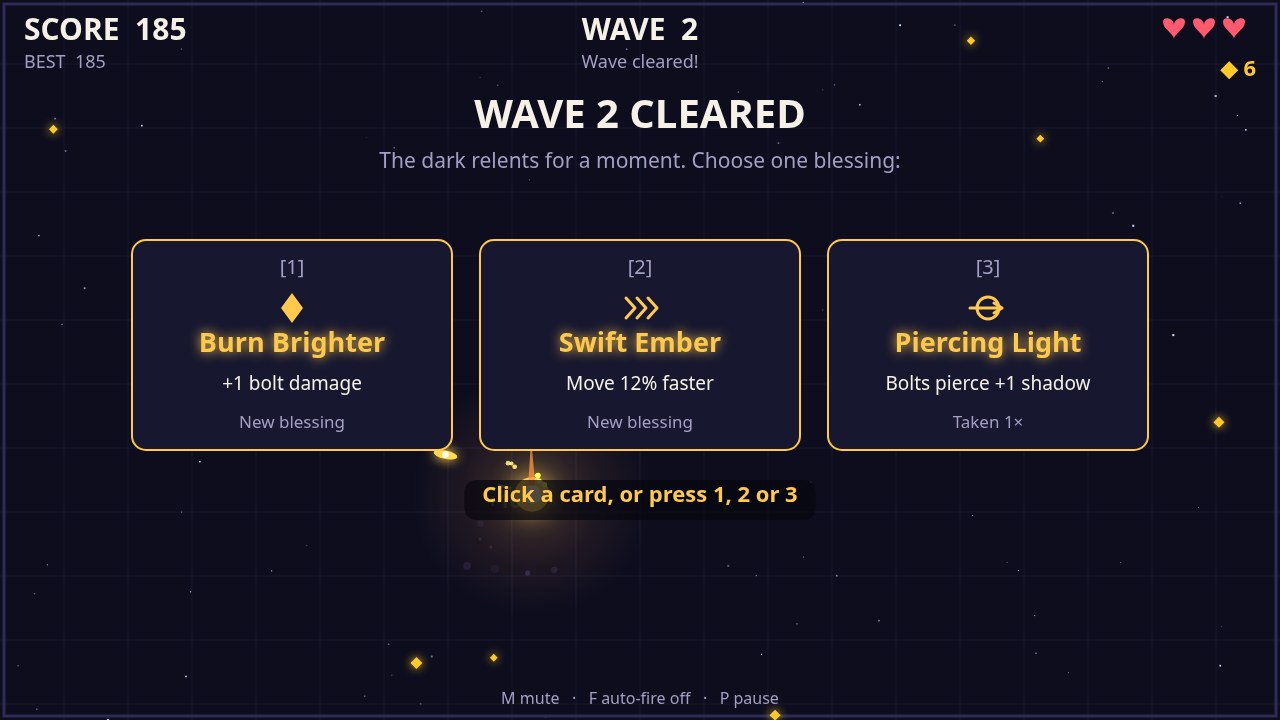 SCORE 185
BEST 185
WAVE 2
Wave cleared!
6
WAVE 2 CLEARED
The dark relents for a moment. Choose one blessing:
[1]
Burn Brighter
+1 bolt damage
New blessing
[2]
Swift Ember
Move 12% faster
New blessing
[3]
Piercing Light
Bolts pierce +1 shadow
Taken 1×
Click a card, or press 1, 2 or 3
M mute · F auto-fire off · P pause